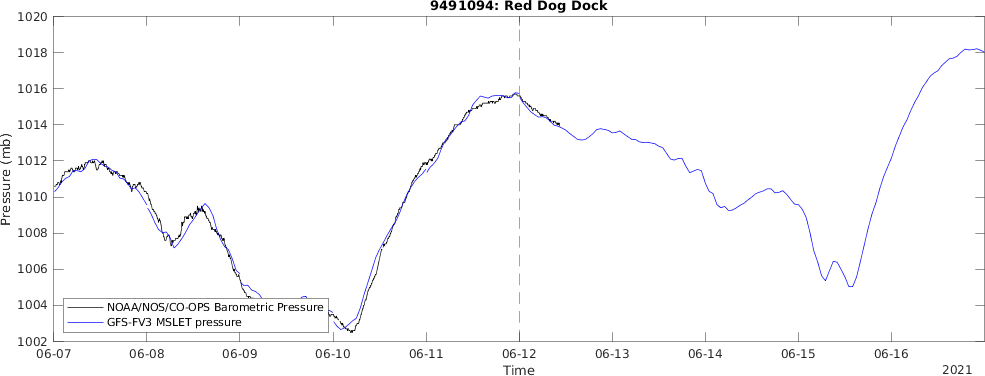 9491094: Red Dog Dock
1020
1018
1016
1014
1012
1010
1008
1006
1004
1002
Pressure (mb)
NOAA/NOS/CO-OPS Barometric Pressure
GFS-FV3 MSLET pressure
06-07 06-08 06-09 06-10 06-11 06-12 06-13 06-14 06-15 06-16
Time
2021